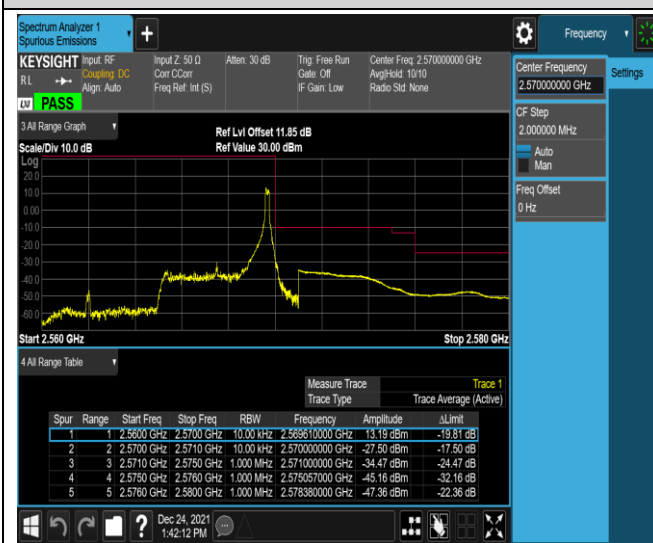 Spectrum Analyzer 1
Spurious Emissions
Frequency
KEYSIGHT Input: RF Input Z: 50 Ω Atten: 30 dB Trig: Free Run Center Freq: 2.570000000 GHz
RL Coupling: DC Corr CCorr Gate: Off Avg|Hold: 10/10
Align: Auto Freq Ref: Int (S) IF Gain: Low Radio Std: None
PASS
Center Frequency
2.570000000 GHz
Settings
CF Step
2.000000 MHz
Auto
Man
Freq Offset
0 Hz
3 All Range Graph
Ref Lvl Offset 11.85 dB
Scale/Div 10.0 dB Ref Value 30.00 dBm
Log
20.0
10.0
0.00
-10.0
-20.0
-30.0
-40.0
-50.0
-60.0
Start 2.560 GHz Stop 2.580 GHz
4 All Range Table
Measure Trace Trace 1
Trace Type Trace Average (Active)
Spur Range Start Freq Stop Freq RBW Frequency Amplitude ΔLimit
1 1 2.5600 GHz 2.5700 GHz 10.00 kHz 2.569610000 GHz 13.19 dBm -19.81 dB
2 2 2.5700 GHz 2.5710 GHz 10.00 kHz 2.570000000 GHz -27.50 dBm -17.50 dB
3 3 2.5710 GHz 2.5750 GHz 1.000 MHz 2.571000000 GHz -34.47 dBm -24.47 dB
4 4 2.5750 GHz 2.5760 GHz 1.000 MHz 2.575057000 GHz -45.16 dBm -32.16 dB
5 5 2.5760 GHz 2.5800 GHz 1.000 MHz 2.578380000 GHz -47.36 dBm -22.36 dB
Dec 24, 2021
1:42:12 PM